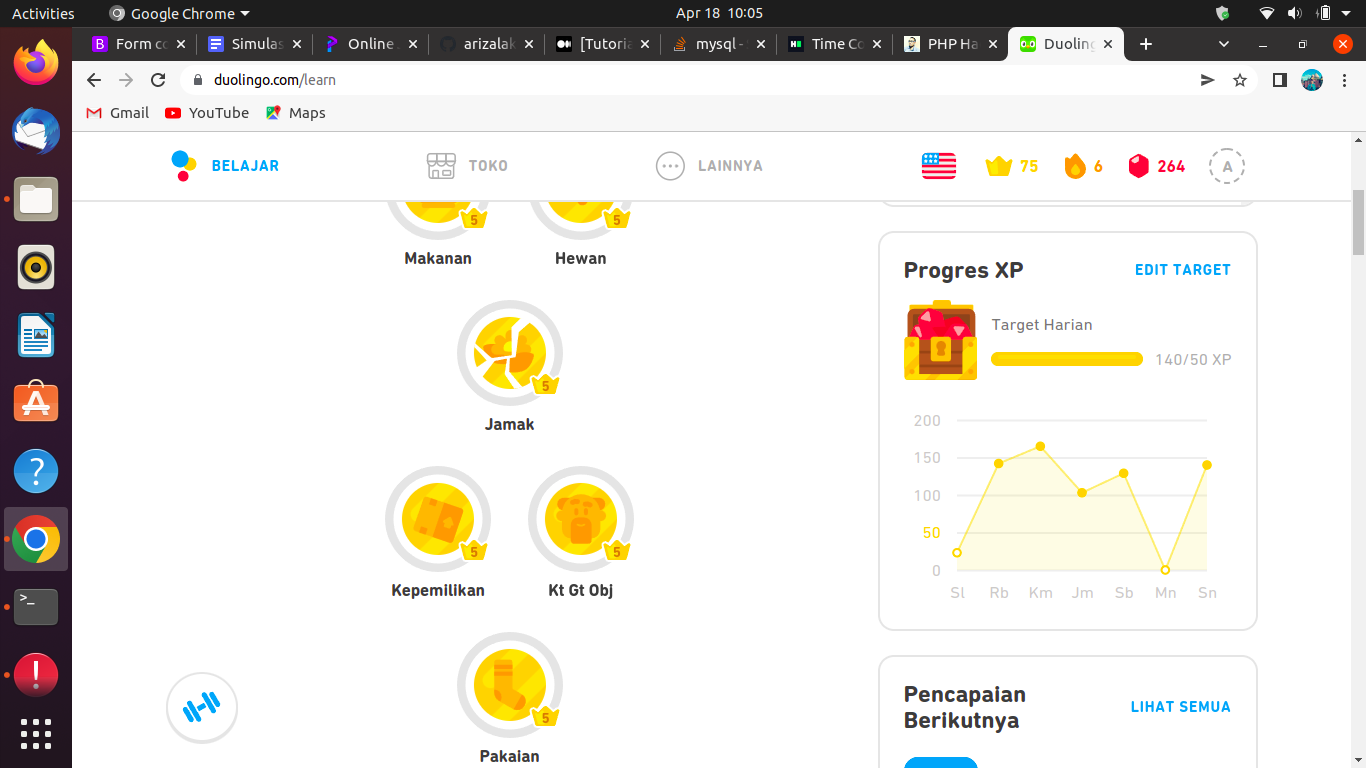 Activities
Google Chrome
Apr 18 10:05
Form co
Simulas
Online
arizalak
[Tutoria
mysql -
Time Co
PHP Ha
Duoling
duolingo.com/learn
Gmail
YouTube
Maps
BELAJAR
TOKO
LAINNYA
75
6
264
A
5
5
Makanan
Hewan
5
Jamak
5
5
Kepemilikan
Kt Gt Obj
5
Pakaian
Progres XP
EDIT TARGET
Target Harian
140/50 XP
200
150
100
50
0
Sl Rb Km Jm Sb Mn Sn
Pencapaian
Berikutnya
LIHAT SEMUA